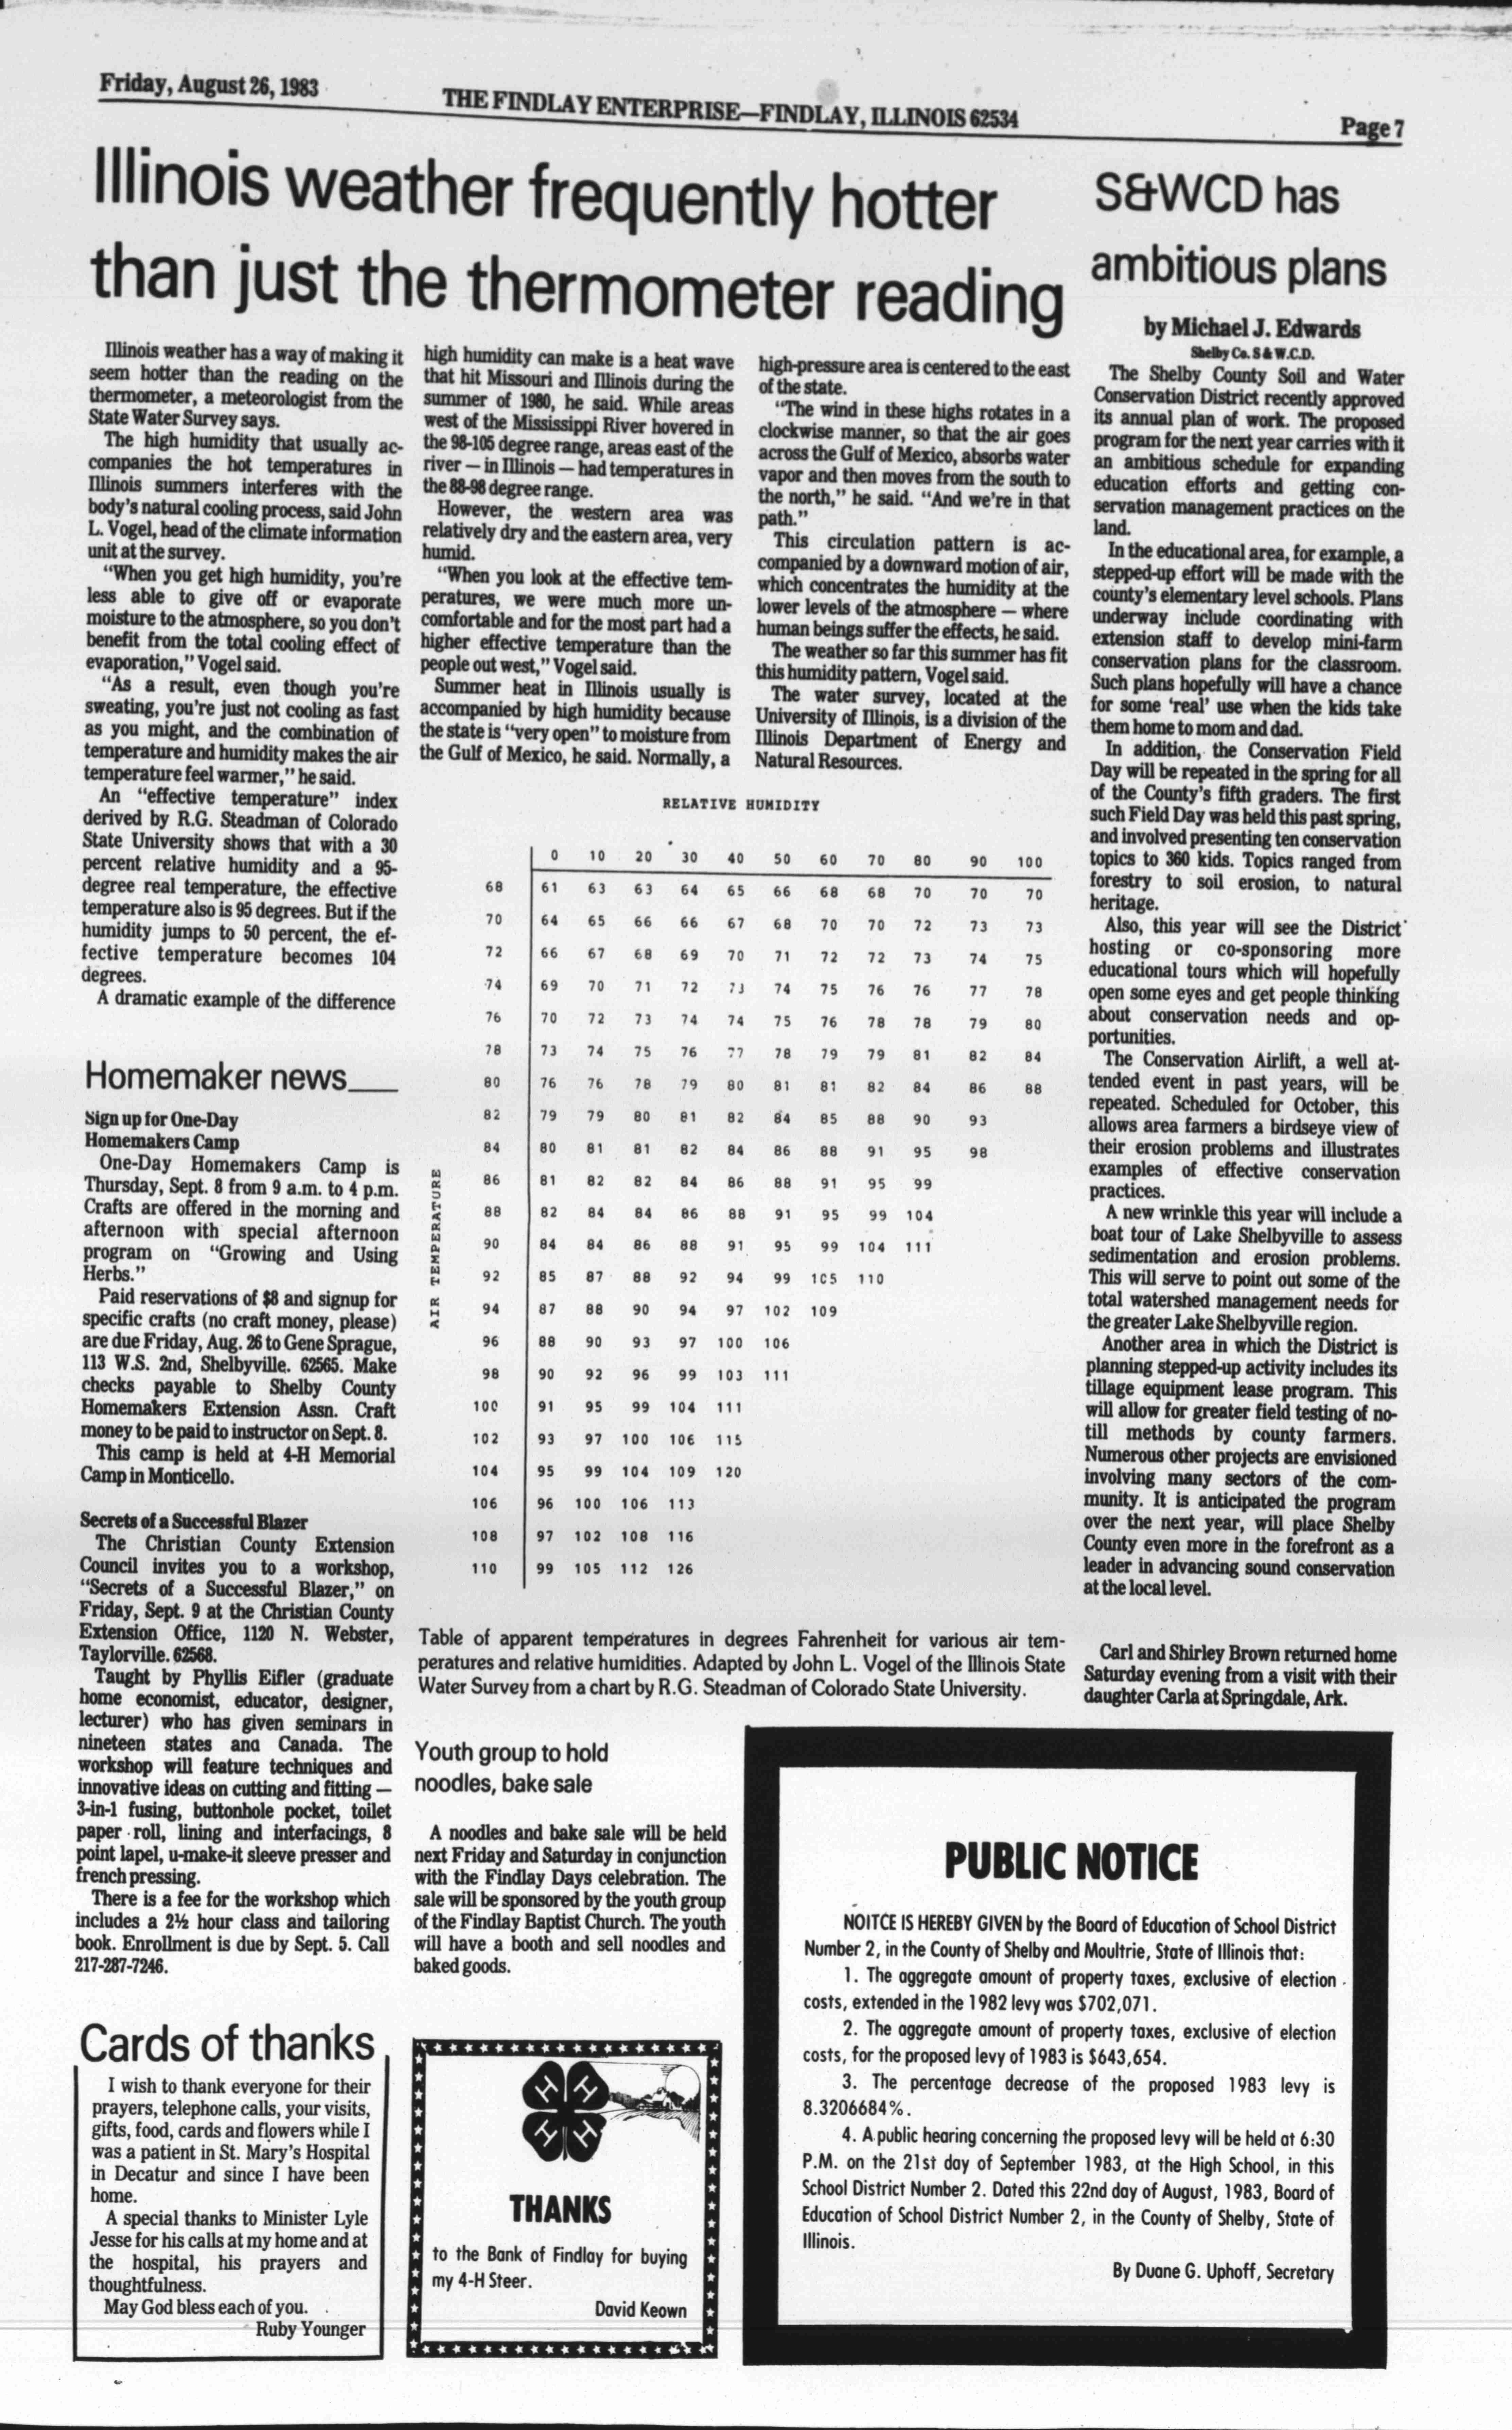 Friday, August 26, 1983
THE FINDLAY ENTERPRISE—FINDLAY, ILLINOIS 62534
Page 7
Illinois weather frequently hotter
than just the thermometer reading
Illinois weather has a way of making it
seem hotter than the reading on the
thermometer, a meteorologist from the
State Water Survey says.
The high humidity that usually ac-
companies the hot temperatures in
Illinois summers interferes with the
body's natural cooling process, said John
L. Vogel, head of the climate information
unit at the survey.
"When you get high humidity, you're
less able to give off or evaporate
moisture to the atmosphere, so you don't
benefit from the total cooling effect of
evaporation," Vogel said.
"As a result, even though you're
sweating, you're just not cooling as fast
as you might, and the combination of
temperature and humidity makes the air
temperature feel warmer," he said.
An "effective temperature" index
derived by R.G. Steadman of Colorado
State University shows that with a 30
percent relative humidity and a 95-
degree real temperature, the effective
temperature also is 95 degrees. But if the
humidity jumps to 50 percent, the ef-
fective temperature becomes 104
degrees.
A dramatic example of the difference
high humidity can make is a heat wave
that hit Missouri and Illinois during the
summer of 1980, he said. While areas
west of the Mississippi River hovered in
the 98-105 degree range, areas east of the
river — in Illinois — had temperatures in
the 88-98 degree range.
However, the western area was
relatively dry and the eastern area, very
humid.
"When you look at the effective tem-
peratures, we were much more un-
comfortable and for the most part had a
higher effective temperature than the
people out west," Vogel said.
Summer heat in Illinois usually is
accompanied by high humidity because
the state is "very open" to moisture from
the Gulf of Mexico, he said. Normally, a
high-pressure area is centered to the east
of the state.
"The wind in these highs rotates in a
clockwise manner, so that the air goes
across the Gulf of Mexico, absorbs water
vapor and then moves from the south to
the north," he said. "And we're in that
path."
This circulation pattern is ac-
companied by a downward motion of air,
which concentrates the humidity at the
lower levels of the atmosphere — where
human beings suffer the effects, he said.
The weather so far this summer has fit
this humidity pattern, Vogel said.
The water survey, located at the
University of Illinois, is a division of the
Illinois Department of Energy and
Natural Resources.
RELATIVE HUMIDITY
0 10 20 30 40 50 60 70 80 90 100
68 61 63 63 64 65 66 68 68 70 70 70
70 64 65 66 66 67 68 70 70 72 73 73
72 66 67 68 69 70 71 72 72 73 74 75
74 69 70 71 72 73 74 75 76 76 77 78
76 70 72 73 74 74 75 76 78 78 79 80
78 73 74 75 76 77 78 79 79 81 82 84
80 76 76 78 79 80 81 81 82 84 86 88
82 79 79 80 81 82 84 85 88 90 93
84 80 81 81 82 84 86 88 91 95 98
86 81 82 82 84 86 88 91 95 99
88 82 84 84 86 88 91 95 99 104
90 84 84 86 88 91 95 99 104 111
92 85 87 88 92 94 99 105 110
94 87 88 90 94 97 102 109
96 88 90 93 97 100 106
98 90 92 96 99 103 111
100 91 95 99 104 111
102 93 97 100 106 115
104 95 99 104 109 120
106 96 100 106 113
108 97 102 108 116
110 99 105 112 126
AIR TEMPERATURE
Table of apparent temperatures in degrees Fahrenheit for various air tem-
peratures and relative humidities. Adapted by John L. Vogel of the Illinois State
Water Survey from a chart by R.G. Steadman of Colorado State University.
S&WCD has
ambitious plans
by Michael J. Edwards
Shelby Co. S & W.C.D.
The Shelby County Soil and Water
Conservation District recently approved
its annual plan of work. The proposed
program for the next year carries with it
an ambitious schedule for expanding
education efforts and getting con-
servation management practices on the
land.
In the educational area, for example, a
stepped-up effort will be made with the
county's elementary level schools. Plans
underway include coordinating with
extension staff to develop mini-farm
conservation plans for the classroom.
Such plans hopefully will have a chance
for some 'real' use when the kids take
them home to mom and dad.
In addition, the Conservation Field
Day will be repeated in the spring for all
of the County's fifth graders. The first
such Field Day was held this past spring,
and involved presenting ten conservation
topics to 360 kids. Topics ranged from
forestry to soil erosion, to natural
heritage.
Also, this year will see the District
hosting or co-sponsoring more
educational tours which will hopefully
open some eyes and get people thinking
about conservation needs and op-
portunities.
The Conservation Airlift, a well at-
tended event in past years, will be
repeated. Scheduled for October, this
allows area farmers a birdseye view of
their erosion problems and illustrates
examples of effective conservation
practices.
A new wrinkle this year will include a
boat tour of Lake Shelbyville to assess
sedimentation and erosion problems.
This will serve to point out some of the
total watershed management needs for
the greater Lake Shelbyville region.
Another area in which the District is
planning stepped-up activity includes its
tillage equipment lease program. This
will allow for greater field testing of no-
till methods by county farmers.
Numerous other projects are envisioned
involving many sectors of the com-
munity. It is anticipated the program
over the next year, will place Shelby
County even more in the forefront as a
leader in advancing sound conservation
at the local level.
Carl and Shirley Brown returned home
Saturday evening from a visit with their
daughter Carla at Springdale, Ark.
Homemaker news
Sign up for One-Day
Homemakers Camp
One-Day Homemakers Camp is
Thursday, Sept. 8 from 9 a.m. to 4 p.m.
Crafts are offered in the morning and
afternoon with special afternoon
program on "Growing and Using
Herbs."
Paid reservations of $8 and signup for
specific crafts (no craft money, please)
are due Friday, Aug. 26 to Gene Sprague,
113 W.S. 2nd, Shelbyville. 62565. Make
checks payable to Shelby County
Homemakers Extension Assn. Craft
money to be paid to instructor on Sept. 8.
This camp is held at 4-H Memorial
Camp in Monticello.
Secrets of a Successful Blazer
The Christian County Extension
Council invites you to a workshop,
"Secrets of a Successful Blazer," on
Friday, Sept. 9 at the Christian County
Extension Office, 1120 N. Webster,
Taylorville. 62568.
Taught by Phyllis Eifler (graduate
home economist, educator, designer,
lecturer) who has given seminars in
nineteen states and Canada. The
workshop will feature techniques and
innovative ideas on cutting and fitting —
3-in-1 fusing, buttonhole pocket, toilet
paper roll, lining and interfacings, 8
point lapel, u-make-it sleeve presser and
french pressing.
There is a fee for the workshop which
includes a 2½ hour class and tailoring
book. Enrollment is due by Sept. 5. Call
217-287-7246.
Cards of thanks
I wish to thank everyone for their
prayers, telephone calls, your visits,
gifts, food, cards and flowers while I
was a patient in St. Mary's Hospital
in Decatur and since I have been
home.
A special thanks to Minister Lyle
Jesse for his calls at my home and at
the hospital, his prayers and
thoughtfulness.
May God bless each of you.
Ruby Younger
Youth group to hold
noodles, bake sale
A noodles and bake sale will be held
next Friday and Saturday in conjunction
with the Findlay Days celebration. The
sale will be sponsored by the youth group
of the Findlay Baptist Church. The youth
will have a booth and sell noodles and
baked goods.
H H
H H
THANKS
to the Bank of Findlay for buying
my 4-H Steer.
David Keown
PUBLIC NOTICE
NOITCE IS HEREBY GIVEN by the Board of Education of School District
Number 2, in the County of Shelby and Moultrie, State of Illinois that:
1. The aggregate amount of property taxes, exclusive of election
costs, extended in the 1982 levy was $702,071.
2. The aggregate amount of property taxes, exclusive of election
costs, for the proposed levy of 1983 is $643,654.
3. The percentage decrease of the proposed 1983 levy is
8.3206684%.
4. A public hearing concerning the proposed levy will be held at 6:30
P.M. on the 21st day of September 1983, at the High School, in this
School District Number 2. Dated this 22nd day of August, 1983, Board of
Education of School District Number 2, in the County of Shelby, State of
Illinois.
By Duane G. Uphoff, Secretary